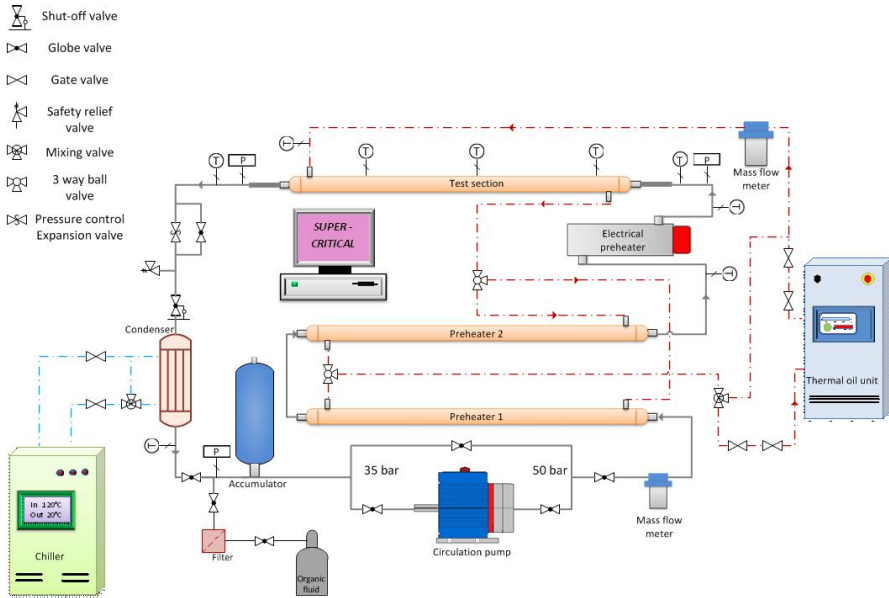 Shut-off valve
Globe valve
Gate valve
Safety relief
valve
Mixing valve
3 way ball
valve
Pressure control
Expansion valve
T
T
P
T
T
T
T
P
Mass flow
meter
Test section
T
SUPER -
CRITICAL
Electrical
preheater
T
Condenser
Preheater 2
Thermal oil unit
Preheater 1
T
P
35 bar
50 bar
Accumulator
In 120°C
Out 20°C
Mass flow
meter
Chiller
Filter
Circulation pump
Organic
fluid